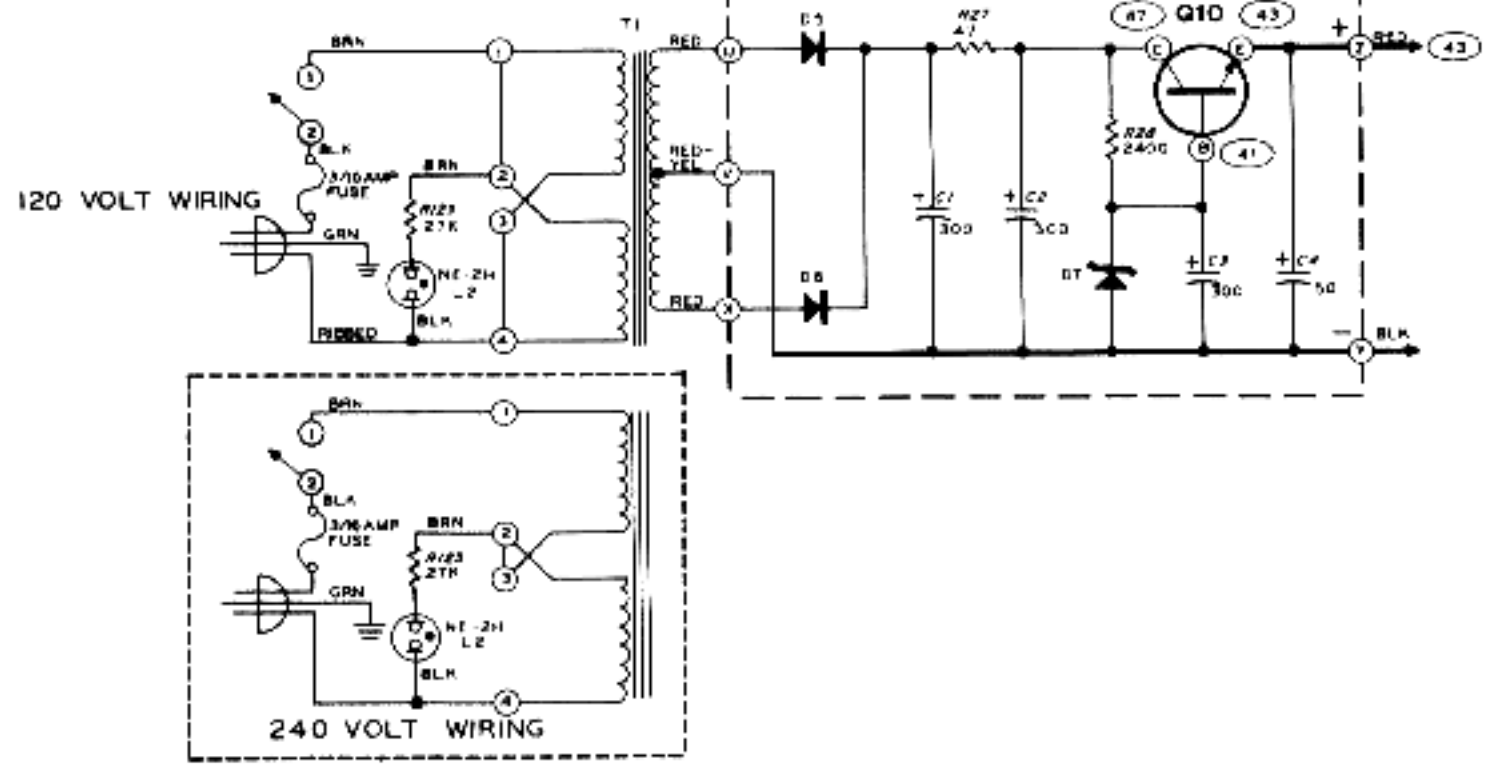 47 Q10 43
T1
BRN
RED
R27
47
+
RED
43
1
C
E
2
BLK
3/16 AMP
FUSE
BRN
2
RED-
YEL
V
R28
2400
B
41
120 VOLT WIRING
R123
27K
3
+ C1
300
+ C2
300
GRN
NE-2H
L2
D7
+ C3
300
+ C4
50
D6
RED
BLK
RIBBED
4
−
BLK
BRN
1
1
2
BLK
3/16 AMP
FUSE
BRN
2
R123
27K
3
GRN
NE-2H
L2
BLK
4
240 VOLT WIRING